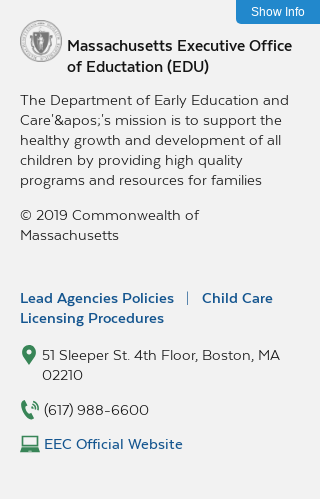 Show Info
Massachusetts Executive Office
of Eductation (EDU)
The Department of Early Education and
Care'&apos;'s mission is to support the
healthy growth and development of all
children by providing high quality
programs and resources for families
© 2019 Commonwealth of
Massachusetts
Lead Agencies Policies | Child Care
Licensing Procedures
51 Sleeper St. 4th Floor, Boston, MA
02210
(617) 988-6600
EEC Official Website